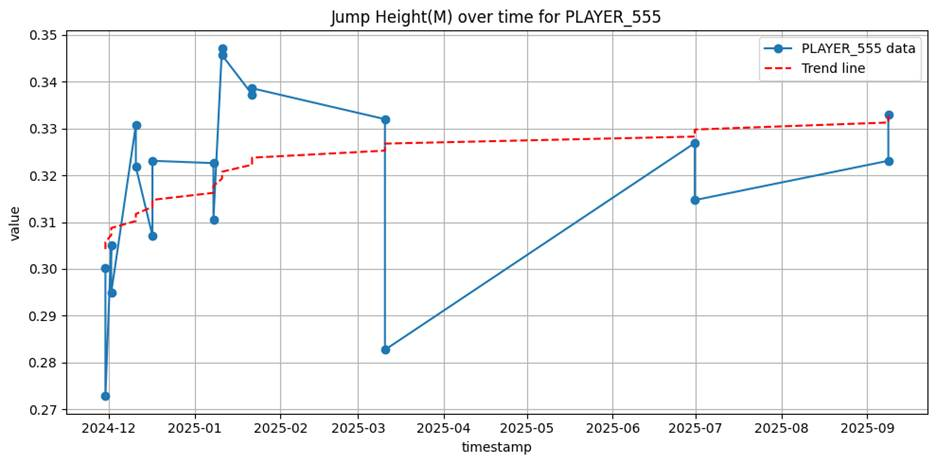 Jump Height(M) over time for PLAYER_555
PLAYER_555 data
Trend line
value
0.35
0.34
0.33
0.32
0.31
0.30
0.29
0.28
0.27
2024-12 2025-01 2025-02 2025-03 2025-04 2025-05 2025-06 2025-07 2025-08 2025-09
timestamp